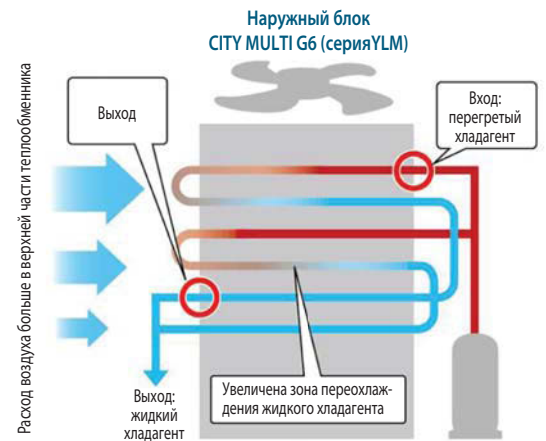 Наружный блок
CITY MULTI G6 (серияYLM)
Расход воздуха больше в верхней части теплообменника
Выход
Вход:
перегретый
хладагент
Увеличена зона переохлаж-
дения жидкого хладагента
Выход:
жидкий
хладагент